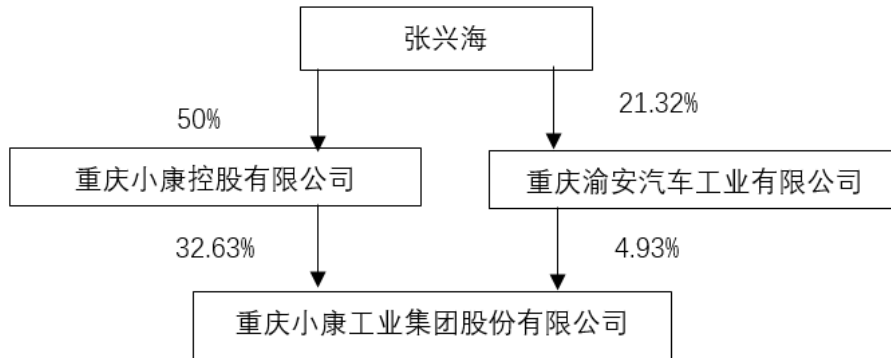 张兴海
50%
21.32%
重庆小康控股有限公司
重庆渝安汽车工业有限公司
32.63%
4.93%
重庆小康工业集团股份有限公司